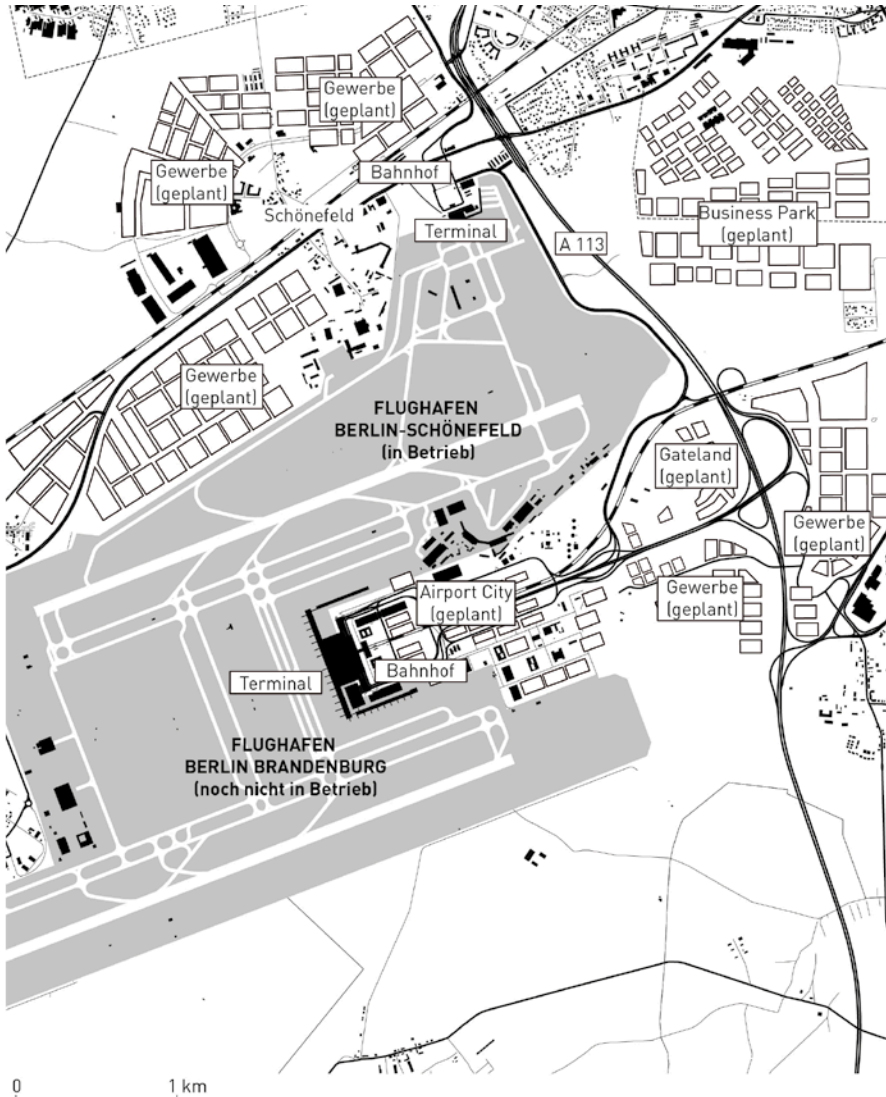 Gewerbe
(geplant)
Gewerbe
(geplant)
Bahnhof
Schönefeld
Terminal
A 113
Business Park
(geplant)
Gewerbe
(geplant)
FLUGHAFEN
BERLIN-SCHÖNEFELD
(in Betrieb)
Gateland
(geplant)
Gewerbe
(geplant)
Airport City
(geplant)
Gewerbe
(geplant)
Bahnhof
Terminal
FLUGHAFEN
BERLIN BRANDENBURG
(noch nicht in Betrieb)
0 1 km